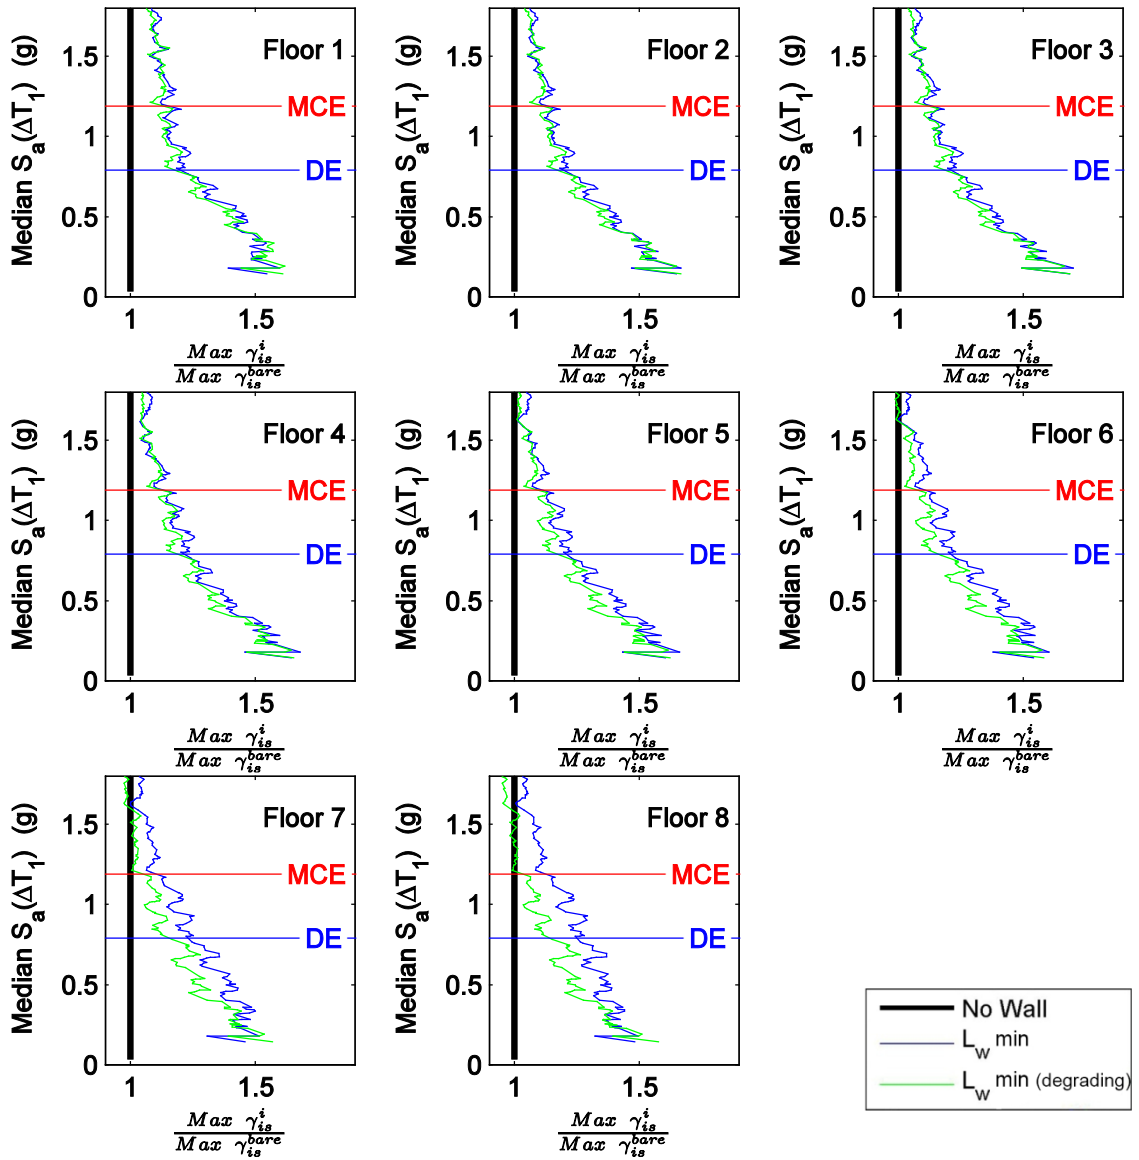 Floor 1
MCE
DE
Median S_a(ΔT_1) (g)
1.5
1
0.5
0
1 1.5
Max γ_is^i
Max γ_is^bare
Floor 2
MCE
DE
Median S_a(ΔT_1) (g)
1.5
1
0.5
0
1 1.5
Max γ_is^i
Max γ_is^bare
Floor 3
MCE
DE
Median S_a(ΔT_1) (g)
1.5
1
0.5
0
1 1.5
Max γ_is^i
Max γ_is^bare
Floor 4
MCE
DE
Median S_a(ΔT_1) (g)
1.5
1
0.5
0
1 1.5
Max γ_is^i
Max γ_is^bare
Floor 5
MCE
DE
Median S_a(ΔT_1) (g)
1.5
1
0.5
0
1 1.5
Max γ_is^i
Max γ_is^bare
Floor 6
MCE
DE
Median S_a(ΔT_1) (g)
1.5
1
0.5
0
1 1.5
Max γ_is^i
Max γ_is^bare
Floor 7
MCE
DE
Median S_a(ΔT_1) (g)
1.5
1
0.5
0
1 1.5
Max γ_is^i
Max γ_is^bare
Floor 8
MCE
DE
Median S_a(ΔT_1) (g)
1.5
1
0.5
0
1 1.5
Max γ_is^i
Max γ_is^bare
No Wall
L_w min
L_w min (degrading)